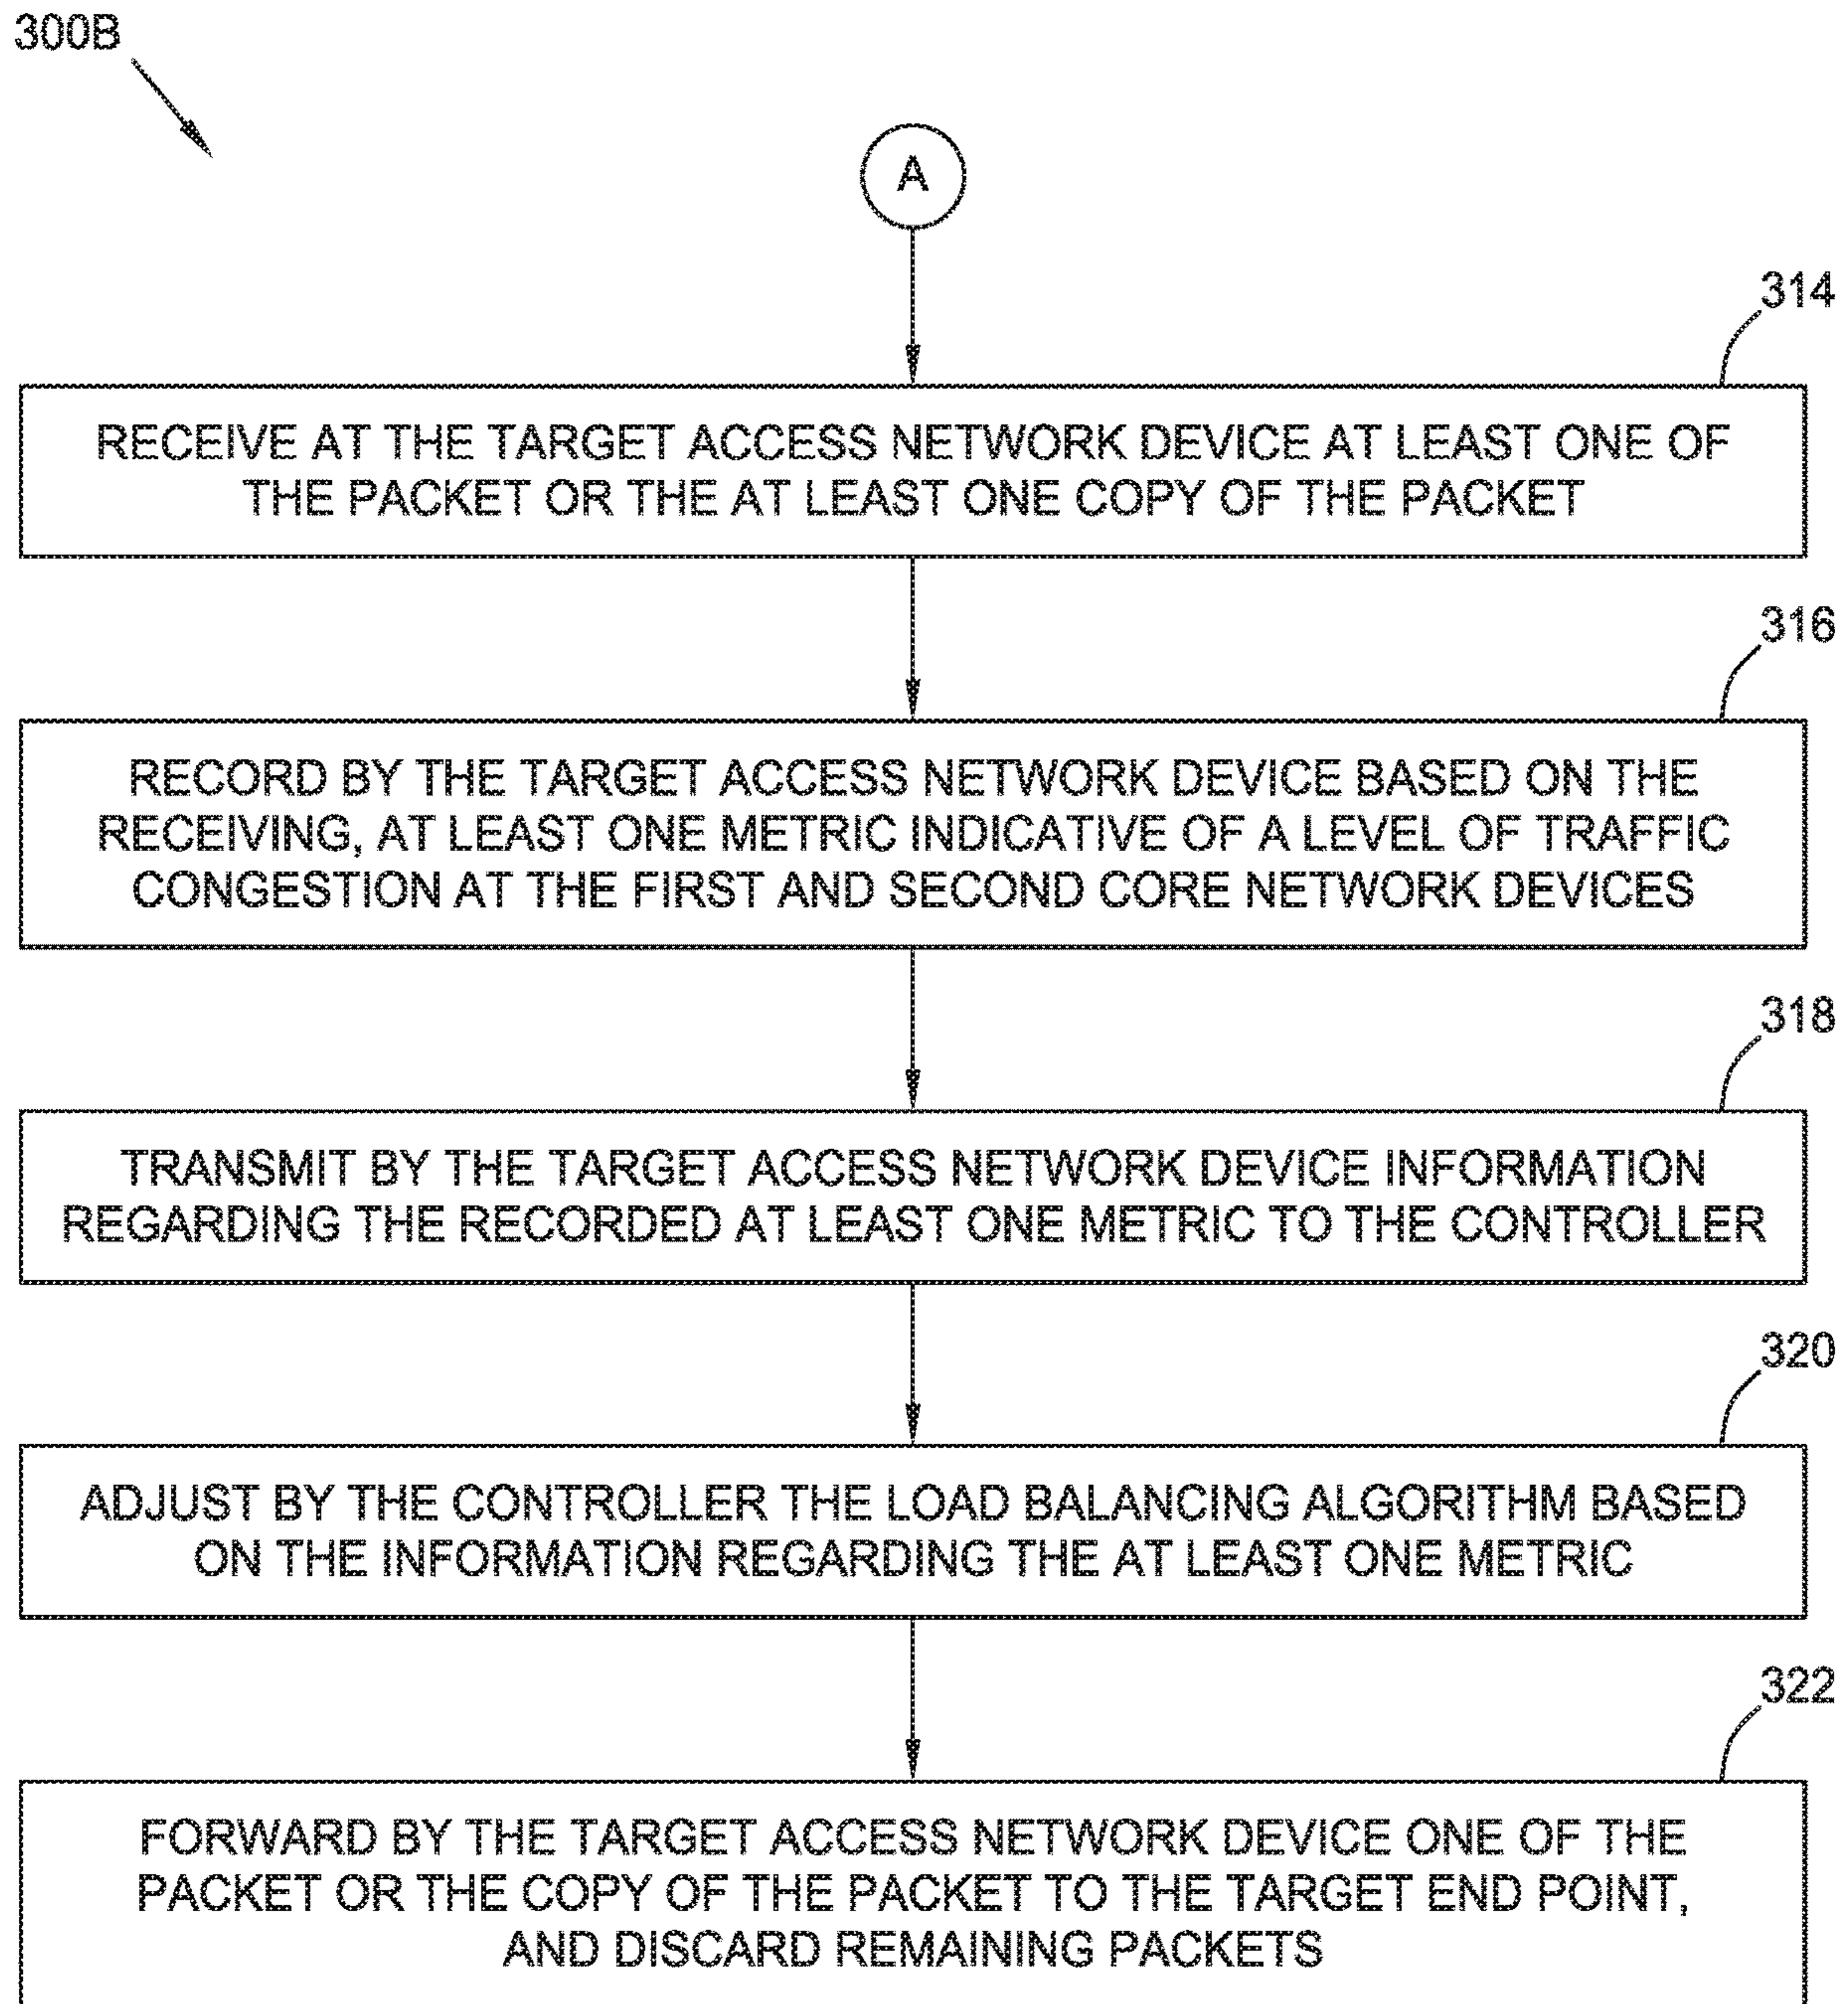 300B
A
314
RECEIVE AT THE TARGET ACCESS NETWORK DEVICE AT LEAST ONE OF
THE PACKET OR THE AT LEAST ONE COPY OF THE PACKET
316
RECORD BY THE TARGET ACCESS NETWORK DEVICE BASED ON THE
RECEIVING, AT LEAST ONE METRIC INDICATIVE OF A LEVEL OF TRAFFIC
CONGESTION AT THE FIRST AND SECOND CORE NETWORK DEVICES
318
TRANSMIT BY THE TARGET ACCESS NETWORK DEVICE INFORMATION
REGARDING THE RECORDED AT LEAST ONE METRIC TO THE CONTROLLER
320
ADJUST BY THE CONTROLLER THE LOAD BALANCING ALGORITHM BASED
ON THE INFORMATION REGARDING THE AT LEAST ONE METRIC
322
FORWARD BY THE TARGET ACCESS NETWORK DEVICE ONE OF THE
PACKET OR THE COPY OF THE PACKET TO THE TARGET END POINT,
AND DISCARD REMAINING PACKETS